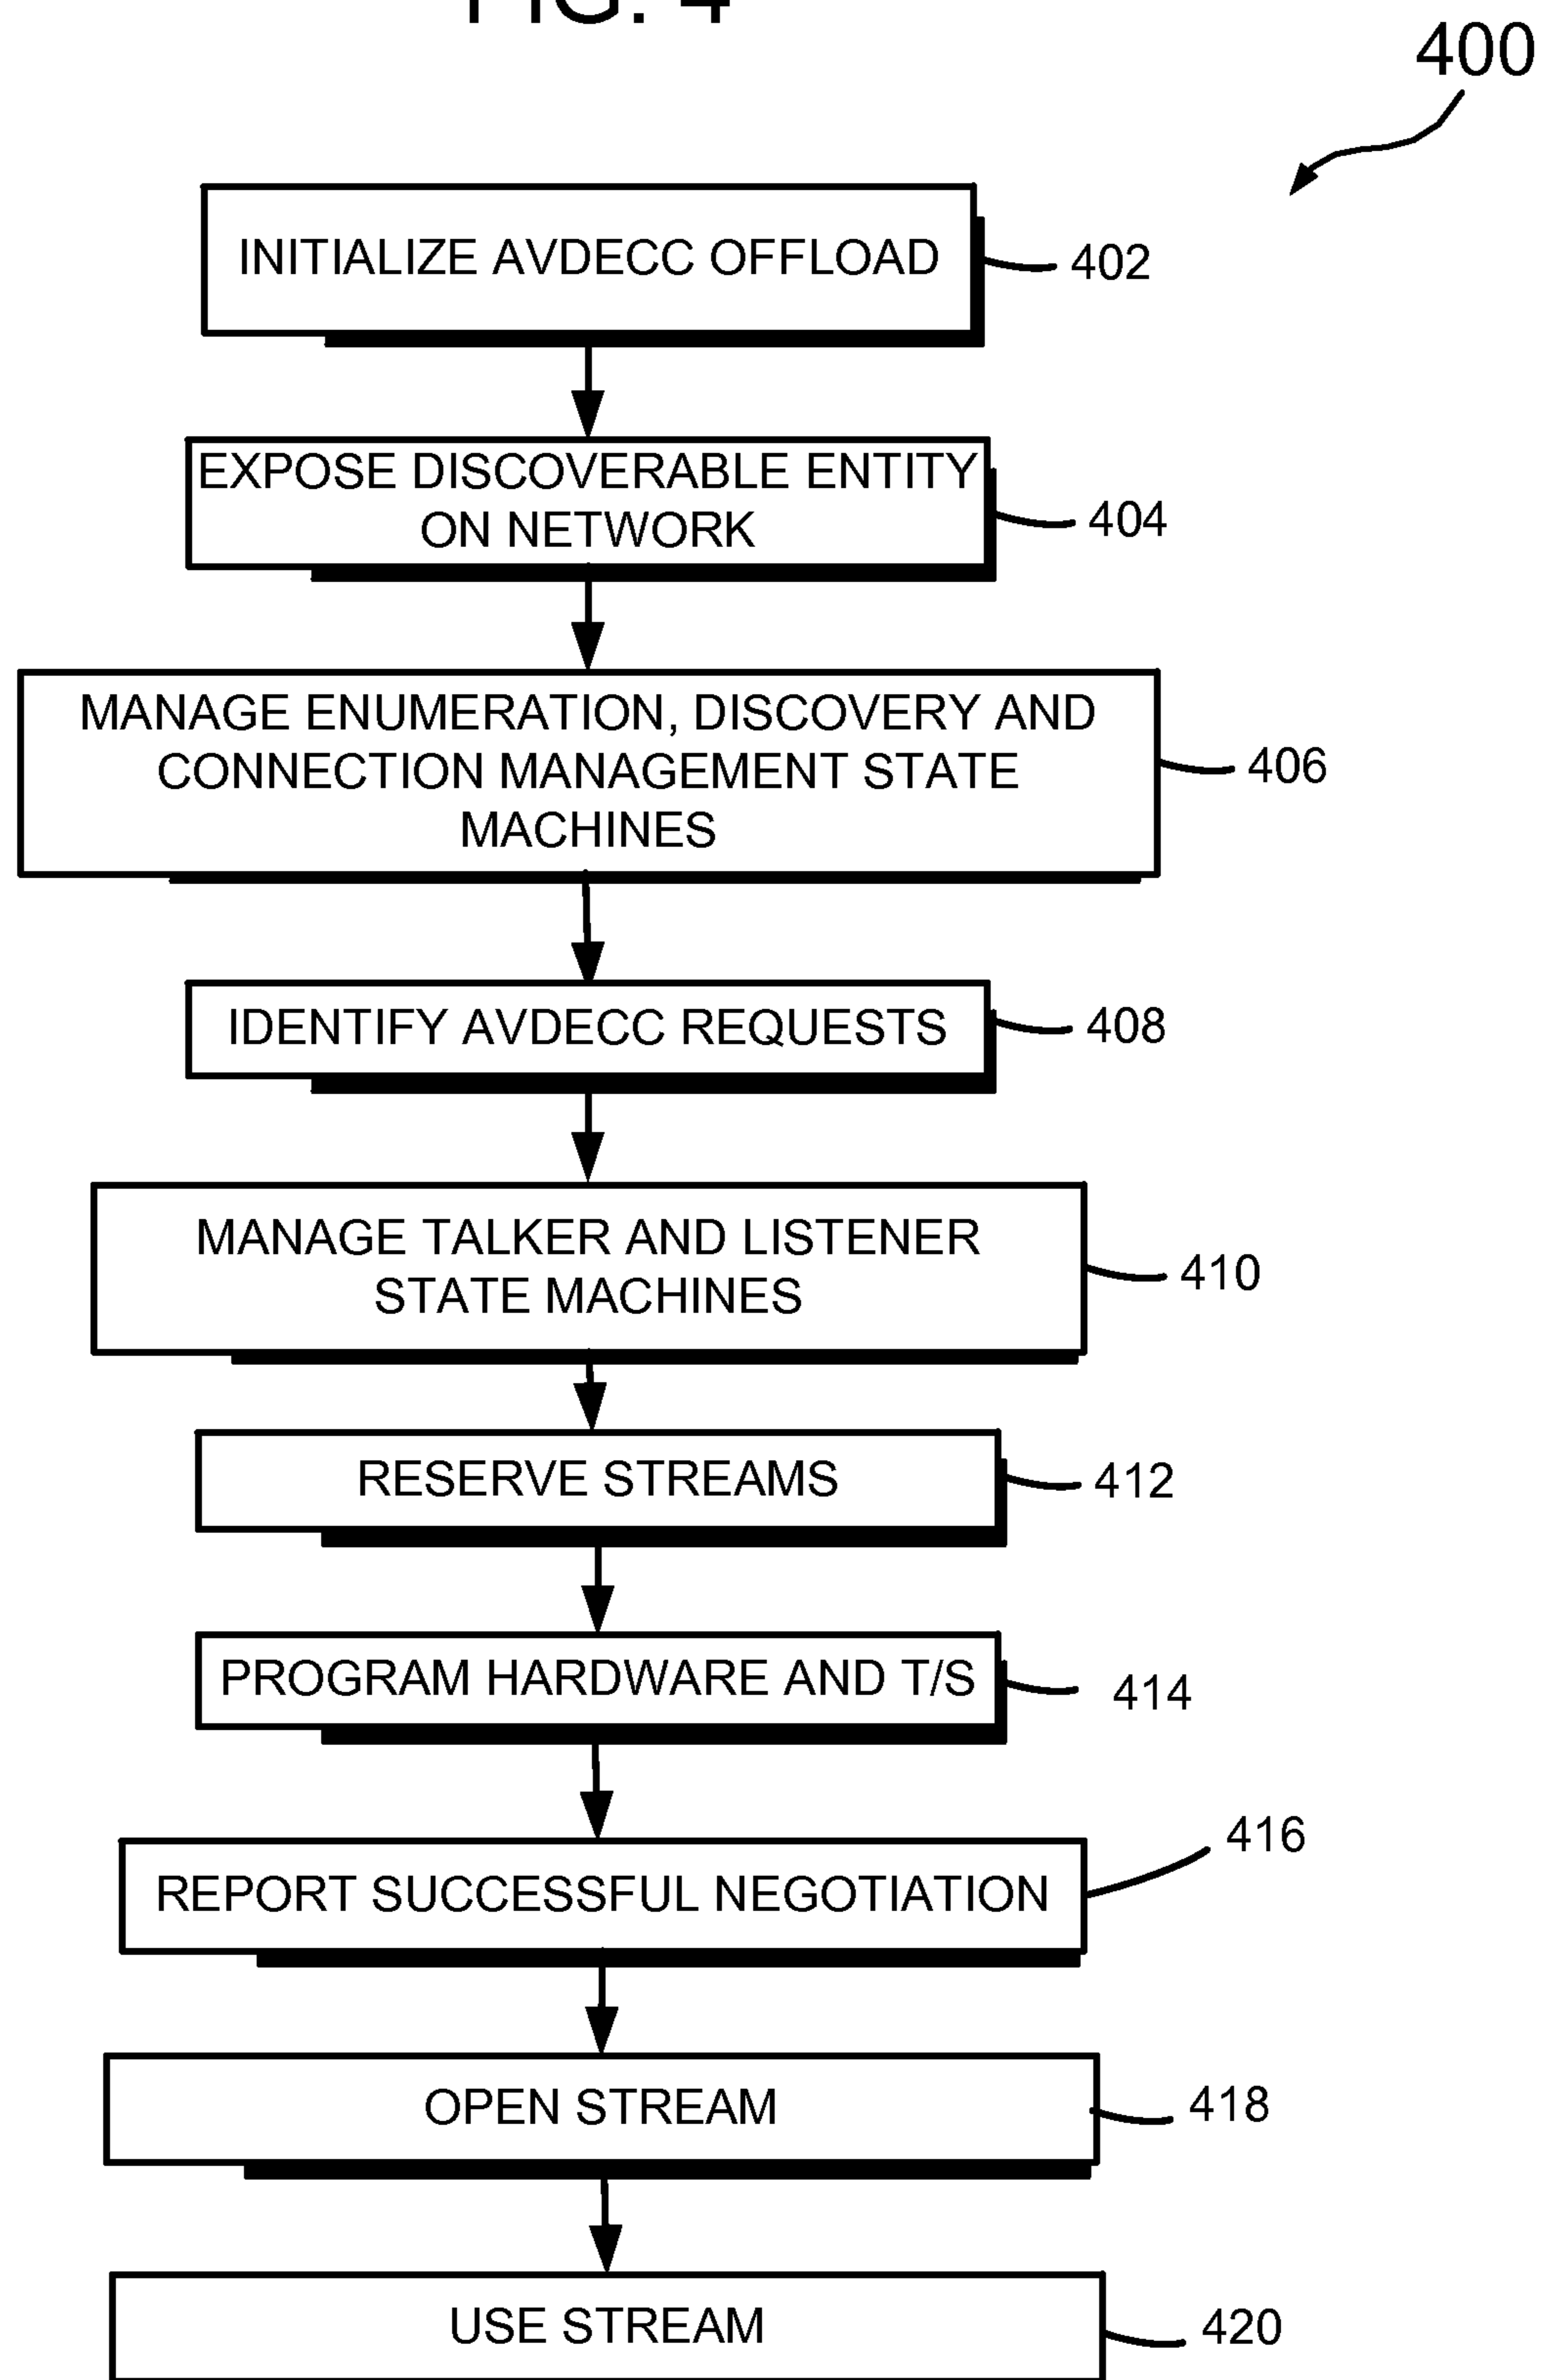 FIG. 4
400
INITIALIZE AVDECC OFFLOAD
402
EXPOSE DISCOVERABLE ENTITY
ON NETWORK
404
MANAGE ENUMERATION, DISCOVERY AND
CONNECTION MANAGEMENT STATE
MACHINES
406
IDENTIFY AVDECC REQUESTS
408
MANAGE TALKER AND LISTENER
STATE MACHINES
410
RESERVE STREAMS
412
PROGRAM HARDWARE AND T/S
414
REPORT SUCCESSFUL NEGOTIATION
416
OPEN STREAM
418
USE STREAM
420